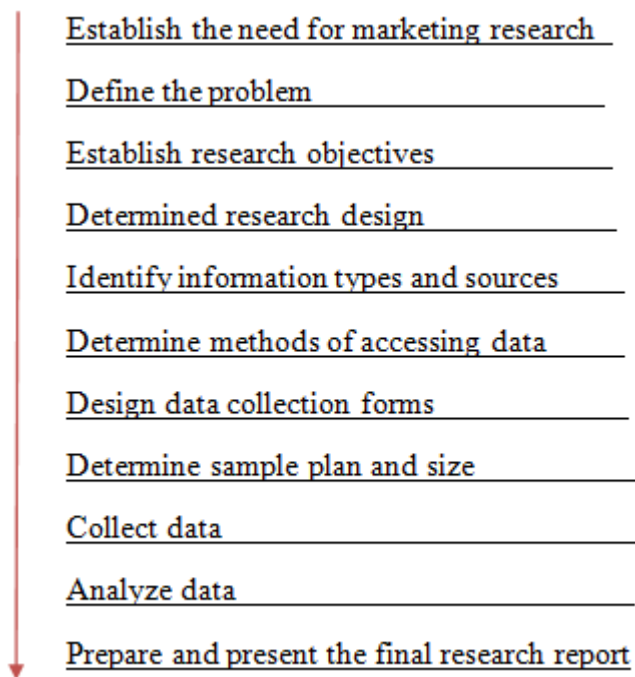 Establish the need for marketing research
Define the problem
Establish research objectives
Determined research design
Identify information types and sources
Determine methods of accessing data
Design data collection forms
Determine sample plan and size
Collect data
Analyze data
Prepare and present the final research report